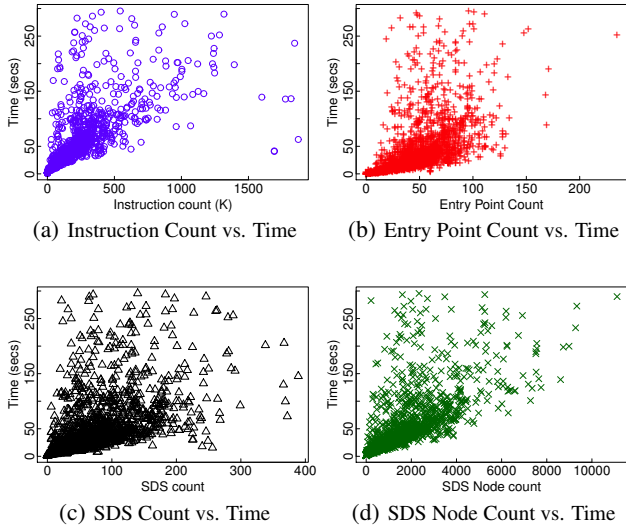 Time (secs)
0 50 150 250
0 500 1000 1500
Instruction count (K)
(a) Instruction Count vs. Time
Time (secs)
0 50 150 250
0 50 100 150 200
Entry Point Count
(b) Entry Point Count vs. Time
Time (secs)
0 50 150 250
0 100 200 300 400
SDS count
(c) SDS Count vs. Time
Time (secs)
0 50 150 250
0 2000 4000 6000 8000 10000
SDS Node count
(d) SDS Node Count vs. Time